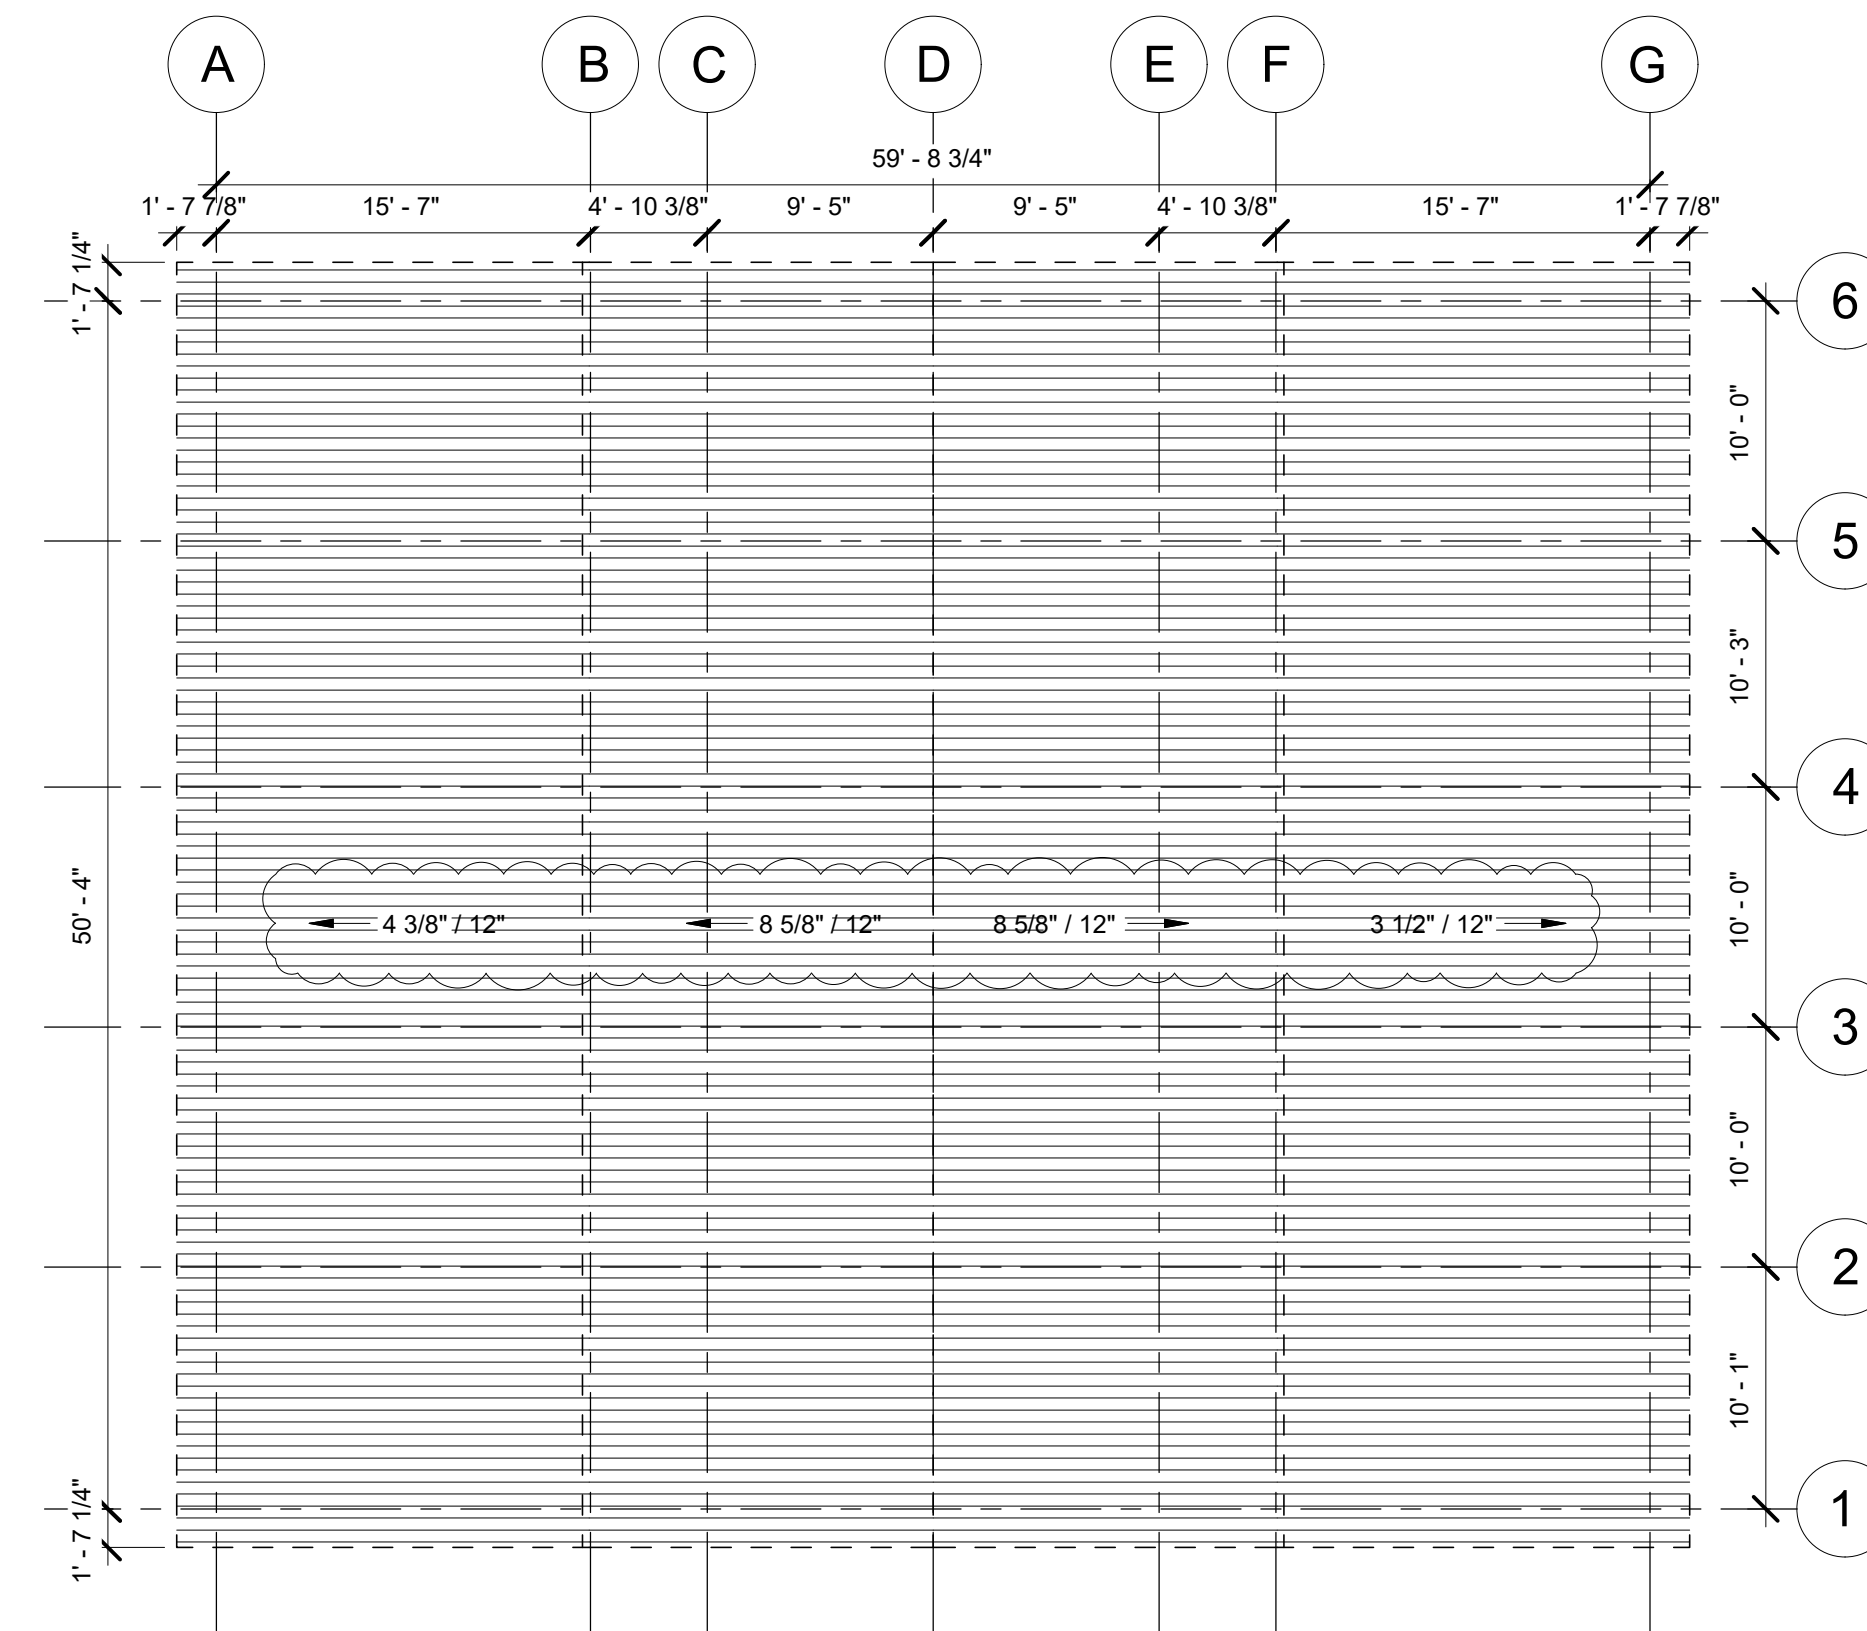 A B C D E F G
59' - 8 3/4"
1' - 7 7/8" 15' - 7" 4' - 10 3/8" 9' - 5" 9' - 5" 4' - 10 3/8" 15' - 7" 1' - 7 7/8"
1' - 7 1/4"
6
10' - 0"
5
10' - 3"
4
50' - 4"
4 3/8" / 12" 8 5/8" / 12" 8 5/8" / 12" 3 1/2" / 12"
10' - 0"
3
10' - 0"
2
10' - 1"
1' - 7 1/4"
1